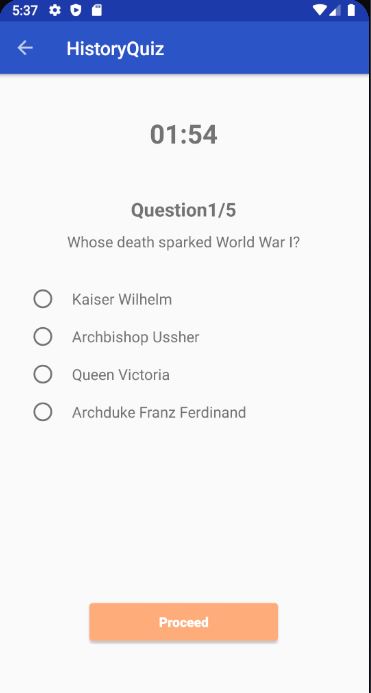 5:37
HistoryQuiz
01:54
Question1/5
Whose death sparked World War I?
Kaiser Wilhelm
Archbishop Ussher
Queen Victoria
Archduke Franz Ferdinand
Proceed